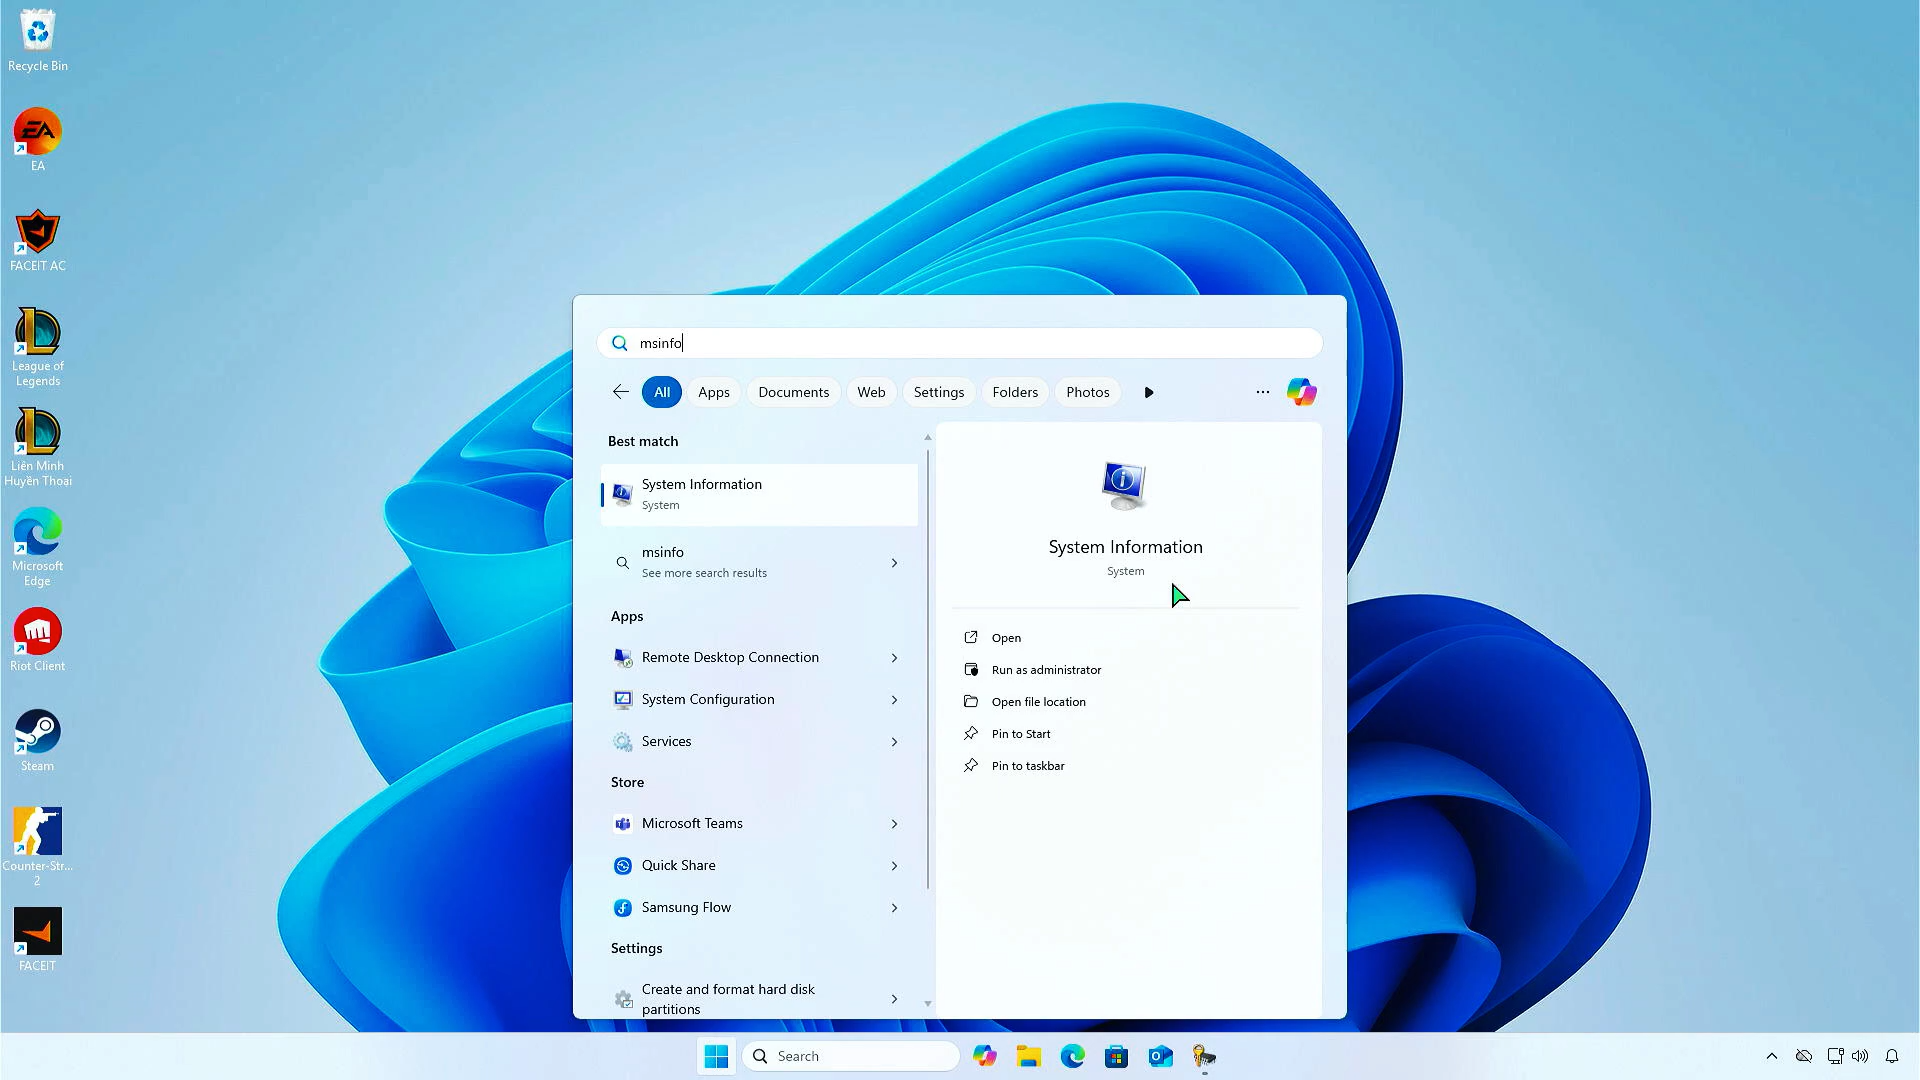 Recycle Bin
EA
EA
FACEIT AC
League of
Legends
Liên Minh
Huyền Thoại
Microsoft
Edge
Riot Client
Steam
Counter-Str...
2
FACEIT
msinfo
All
Apps
Documents
Web
Settings
Folders
Photos
Best match
System Information
System
msinfo
See more search results
Apps
Remote Desktop Connection
System Configuration
Services
Store
Microsoft Teams
Quick Share
Samsung Flow
Settings
Create and format hard disk
partitions
System Information
System
Open
Run as administrator
Open file location
Pin to Start
Pin to taskbar
Search